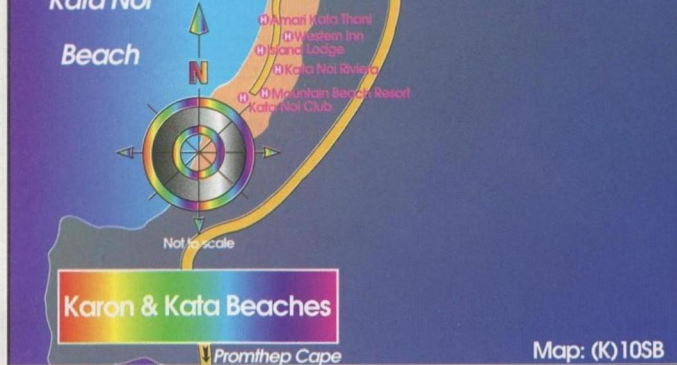 Kata Noi
Beach
N
H Amari Kata Thani
H Western Inn
H Island Lodge
H Kata Noi Riviera
H Mountain Beach Resort
H Kata Noi Club
Not to scale
Karon & Kata Beaches
Promthep Cape
Map: (K)10SB